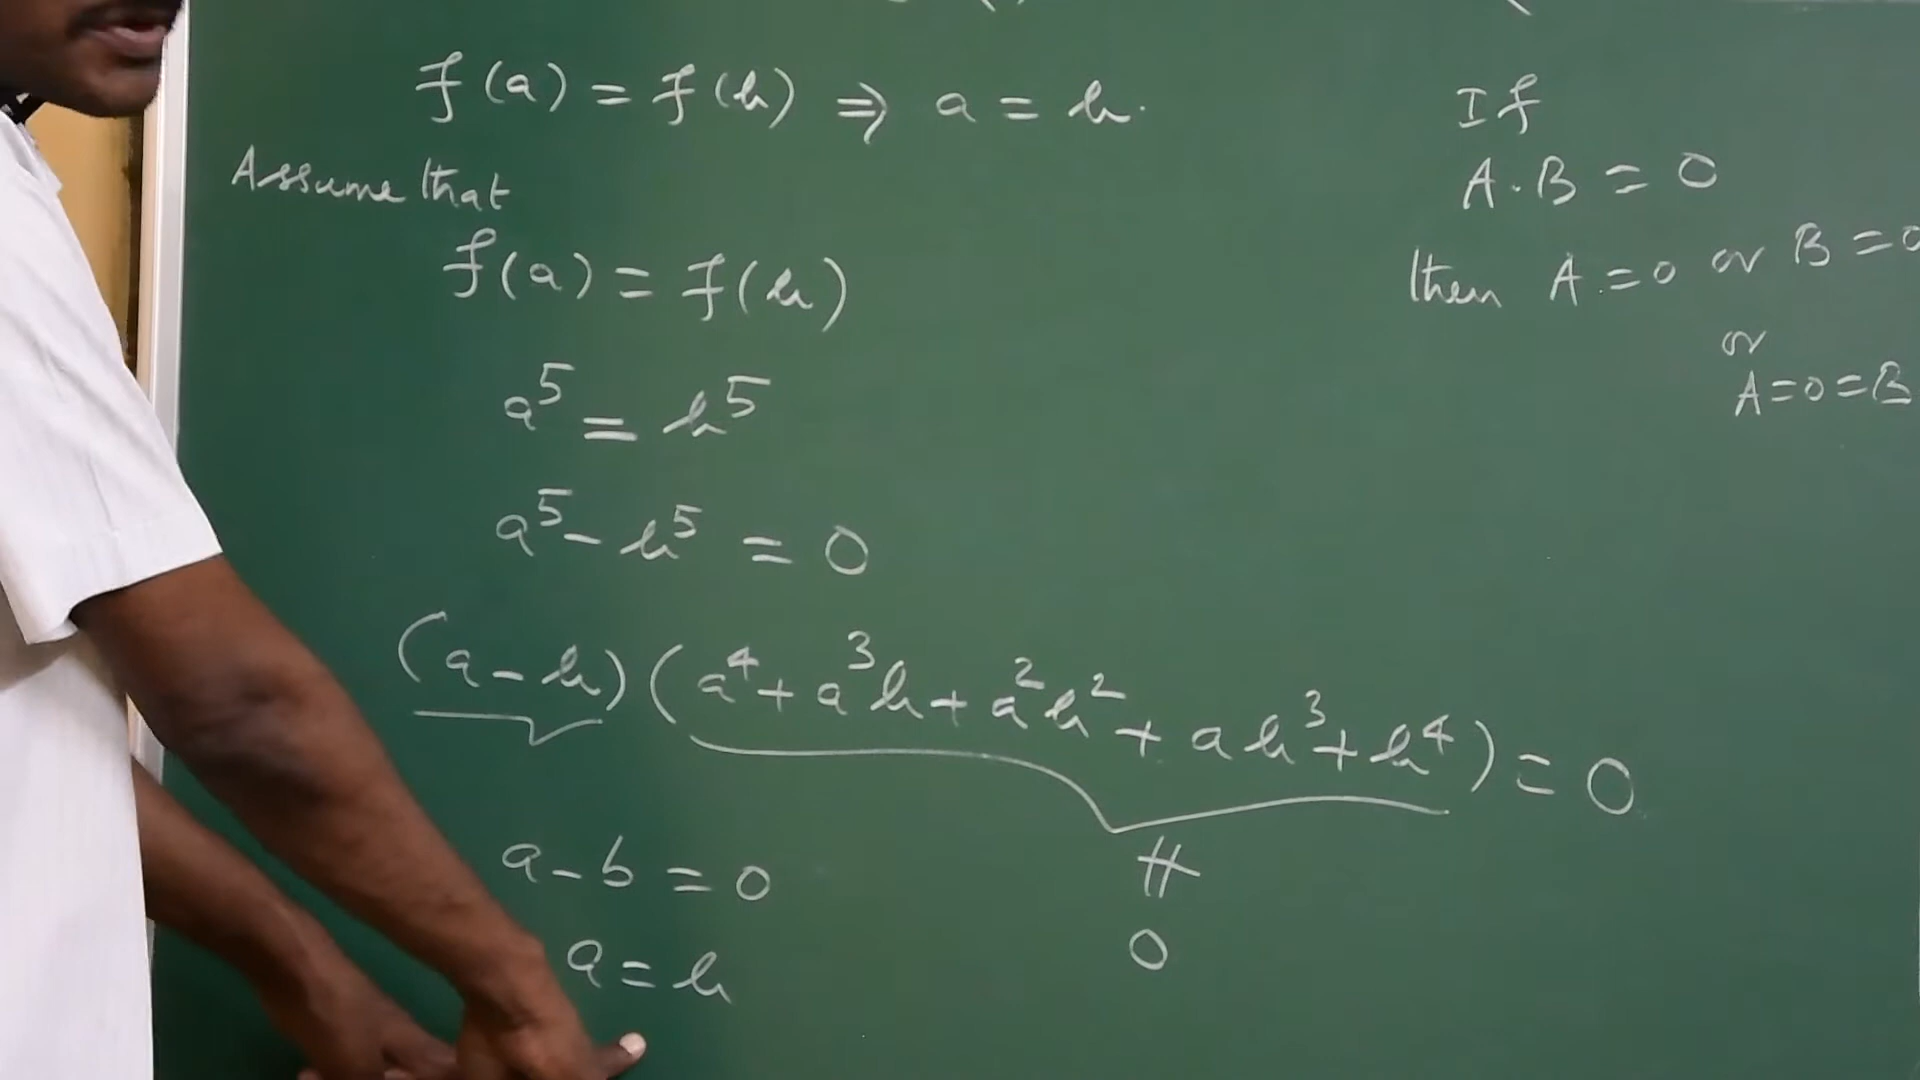 f(a) = f(b) ⇒ a = b.
Assume that
f(a) = f(b)
a⁵ = b⁵
a⁵ - b⁵ = 0
(a - b)(a⁴ + a³b + a²b² + ab³ + b⁴) = 0
a - b = 0
a = b
≠
0
If
A.B = 0
then A = 0 or B = 0
or
A = 0 = B